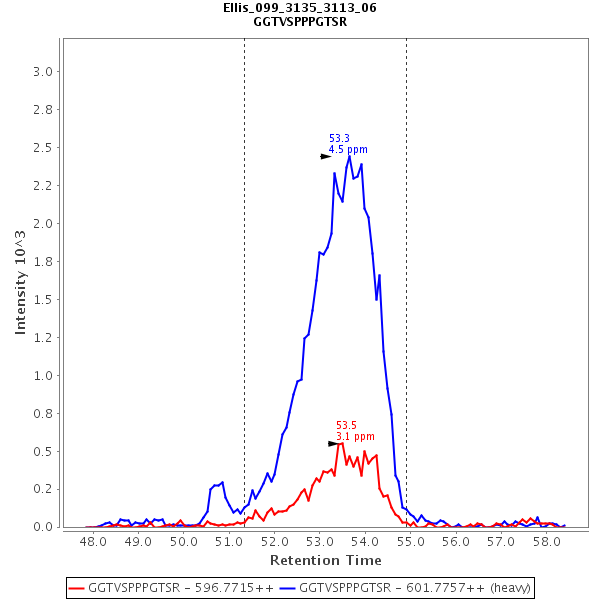 Ellis_099_3135_3113_06
GGTVSPPPGTSR
Intensity 10^3
3.0
2.8
2.5
2.2
2.0
1.8
1.5
1.2
1.0
0.8
0.5
0.2
0.0
53.3
4.5 ppm
53.5
3.1 ppm
48.0 49.0 50.0 51.0 52.0 53.0 54.0 55.0 56.0 57.0 58.0
Retention Time
GGTVSPPPGTSR - 596.7715++ GGTVSPPPGTSR - 601.7757++ (heavy)